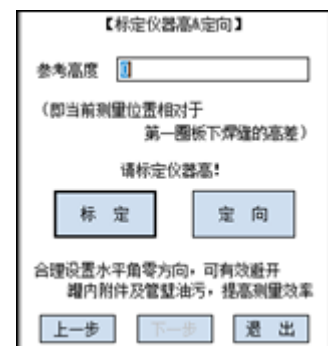 【标定仪器高&定向】
参考高度 0
（即当前测量位置相对于
第一圈板下焊缝的高差）
请标定仪器高!
标 定 定 向
合理设置水平角零方向，可有效避开
罐内附件及管壁油污，提高测量效率
上一步 下一步 退 出